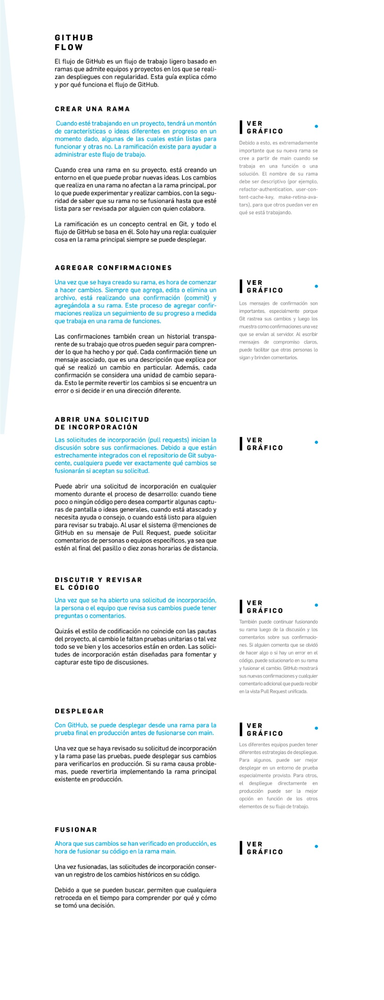 GITHUB
FLOW
El flujo de GitHub es un flujo de trabajo ligero basado en
ramas que admite equipos y proyectos en los que se reali-
zan despliegues con regularidad. Esta guía explica cómo
y por qué funciona el flujo de GitHub.
CREAR UNA RAMA
Cuando esté trabajando en un proyecto, tendrá un montón
de características o ideas diferentes en progreso en un
momento dado, algunas de las cuales están listas para
funcionar y otras no. La ramificación existe para ayudar a
administrar este flujo de trabajo.
Cuando crea una rama en su proyecto, está creando un
entorno en el que puede probar nuevas ideas. Los cambios
que realiza en una rama no afectan a la rama principal, por
lo que puede experimentar y realizar cambios, con la segu-
ridad de saber que su rama no se fusionará hasta que esté
lista para ser revisada por alguien con quien colabora.
La ramificación es un concepto central en Git, y todo el
flujo de GitHub se basa en él. Solo hay una regla: cualquier
cosa en la rama principal siempre se puede desplegar.
VER
GRÁFICO
Debido a esto, es extremadamente
importante que su nueva rama se
cree a partir de main cuando se
trabaja en una función o una
solución. El nombre de su rama
debe ser descriptivo (por ejemplo,
refactor-authentication, user-con-
tent-cache-key, make-retina-ava-
tars), para que otros puedan ver en
qué se está trabajando.
AGREGAR CONFIRMACIONES
Una vez que se haya creado su rama, es hora de comenzar
a hacer cambios. Siempre que agrega, edita o elimina un
archivo, está realizando una confirmación (commit) y
agregándola a su rama. Este proceso de agregar confir-
maciones realiza un seguimiento de su progreso a medida
que trabaja en una rama de funciones.
Las confirmaciones también crean un historial transpa-
rente de su trabajo que otros pueden seguir para compren-
der lo que ha hecho y por qué. Cada confirmación tiene un
mensaje asociado, que es una descripción que explica por
qué se realizó un cambio en particular. Además, cada
confirmación se considera una unidad de cambio separa-
da. Esto le permite revertir los cambios si se encuentra un
error o si decide ir en una dirección diferente.
VER
GRÁFICO
Los mensajes de confirmación son
importantes, especialmente porque
Git rastrea sus cambios y luego los
muestra como confirmaciones una vez
que se envían al servidor. Al escribir
mensajes de compromiso claros,
puede facilitar que otras personas lo
sigan y brinden comentarios.
ABRIR UNA SOLICITUD
DE INCORPORACIÓN
Las solicitudes de incorporación (pull requests) inician la
discusión sobre sus confirmaciones. Debido a que están
estrechamente integrados con el repositorio de Git subya-
cente, cualquiera puede ver exactamente qué cambios se
fusionarán si aceptan su solicitud.
Puede abrir una solicitud de incorporación en cualquier
momento durante el proceso de desarrollo: cuando tiene
poco o ningún código pero desea compartir algunas captu-
ras de pantalla o ideas generales, cuando está atascado y
necesita ayuda o consejo, o cuando está listo para alguien
para revisar su trabajo. Al usar el sistema @menciones de
GitHub en su mensaje de Pull Request, puede solicitar
comentarios de personas o equipos específicos, ya sea que
estén al final del pasillo o diez zonas horarias de distancia.
VER
GRÁFICO
DISCUTIR Y REVISAR
EL CÓDIGO
Una vez que se ha abierto una solicitud de incorporación,
la persona o el equipo que revisa sus cambios puede tener
preguntas o comentarios.
Quizás el estilo de codificación no coincide con las pautas
del proyecto, al cambio le faltan pruebas unitarias o tal vez
todo se ve bien y los accesorios están en orden. Las solici-
tudes de incorporación están diseñadas para fomentar y
capturar este tipo de discusiones.
VER
GRÁFICO
También puede continuar fusionando
su rama luego de la discusión y los
comentarios sobre sus confirmacio-
nes. Si alguien comenta que se olvidó
de hacer algo o si hay un error en el
código, puede solucionarlo en su rama
y fusionar el cambio. GitHub mostrará
sus nuevas confirmaciones y cualquier
comentario adicional que pueda recibir
en la vista Pull Request unificada.
DESPLEGAR
Con GitHub, se puede desplegar desde una rama para la
prueba final en producción antes de fusionarse con main.
Una vez que se haya revisado su solicitud de incorporación
y la rama pase las pruebas, puede desplegar sus cambios
para verificarlos en producción. Si su rama causa proble-
mas, puede revertirla implementando la rama principal
existente en producción.
VER
GRÁFICO
Los diferentes equipos pueden tener
diferentes estrategias de despliegue.
Para algunos, puede ser mejor
desplegar en un entorno de prueba
especialmente provisto. Para otros,
el despliegue directamente en
producción puede ser la mejor
opción en función de los otros
elementos de su flujo de trabajo.
FUSIONAR
Ahora que sus cambios se han verificado en producción, es
hora de fusionar su código en la rama main.
Una vez fusionadas, las solicitudes de incorporación conser-
van un registro de los cambios históricos en su código.
Debido a que se pueden buscar, permiten que cualquiera
retroceda en el tiempo para comprender por qué y cómo
se tomó una decisión.
VER
GRÁFICO